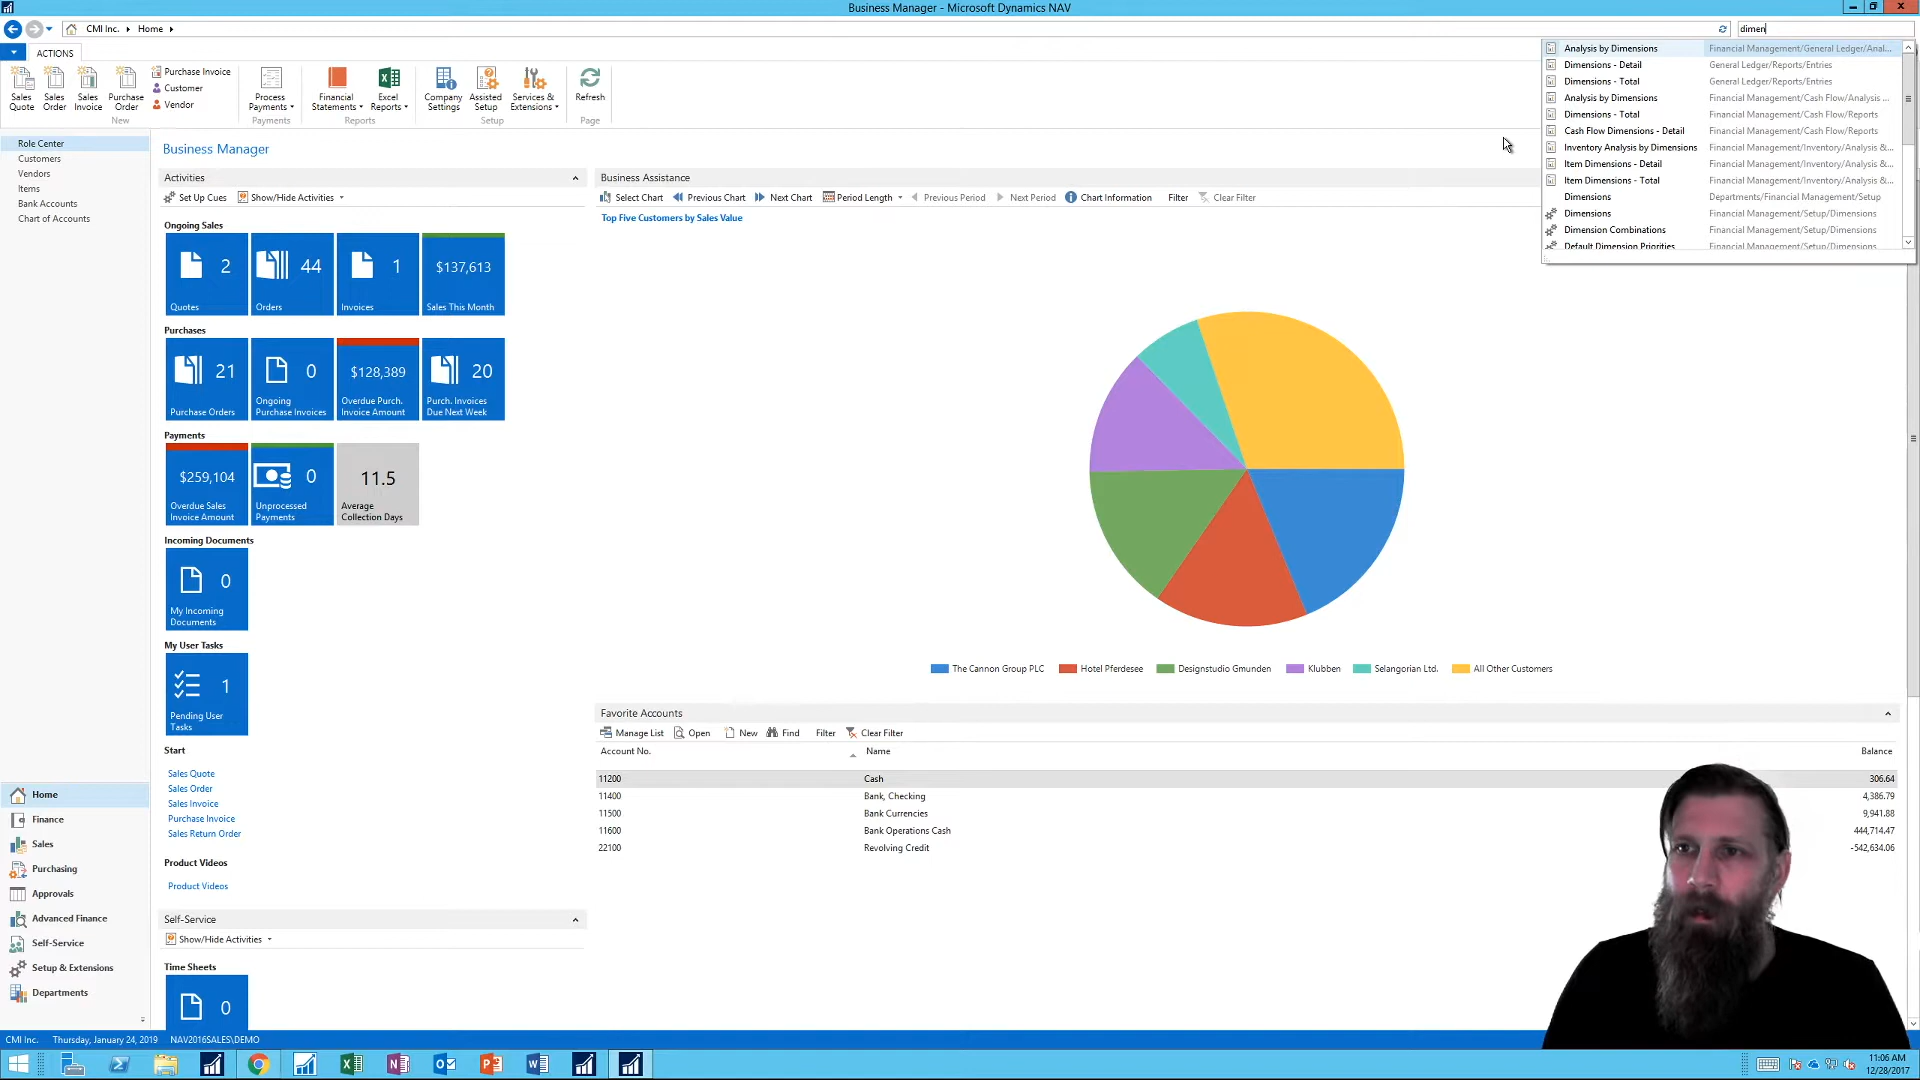 Business Manager - Microsoft Dynamics NAV
CMI Inc. Home
dimen
ACTIONS
Sales Quote
Sales Order
Sales Invoice
Purchase Order
Purchase Invoice
Customer
Vendor
New
Process Payments
Payments
Financial Statements
Excel Reports
Reports
Company Settings
Assisted Setup
Services & Extensions
Setup
Refresh
Page
Analysis by Dimensions Financial Management/General Ledger/Anal...
Dimensions - Detail General Ledger/Reports/Entries
Dimensions - Total General Ledger/Reports/Entries
Analysis by Dimensions Financial Management/Cash Flow/Analysis ...
Dimensions - Total Financial Management/Cash Flow/Reports
Cash Flow Dimensions - Detail Financial Management/Cash Flow/Reports
Inventory Analysis by Dimensions Financial Management/Inventory/Analysis &...
Item Dimensions - Detail Financial Management/Inventory/Analysis &...
Item Dimensions - Total Financial Management/Inventory/Analysis &...
Dimensions Departments/Financial Management/Setup
Dimensions Financial Management/Setup/Dimensions
Dimension Combinations Financial Management/Setup/Dimensions
Default Dimension Priorities Financial Management/Setup/Dimensions
Role Center
Customers
Vendors
Items
Bank Accounts
Chart of Accounts
Business Manager
Activities
Set Up Cues Show/Hide Activities
Ongoing Sales
2 Quotes
44 Orders
1 Invoices
$137,613 Sales This Month
Purchases
21 Purchase Orders
0 Ongoing Purchase Invoices
$128,389 Overdue Purch. Invoice Amount
20 Purch. Invoices Due Next Week
Payments
$259,104 Overdue Sales Invoice Amount
0 Unprocessed Payments
11.5 Average Collection Days
Incoming Documents
0 My Incoming Documents
My User Tasks
1 Pending User Tasks
Start
Sales Quote
Sales Order
Sales Invoice
Purchase Invoice
Sales Return Order
Product Videos
Product Videos
Self-Service
Show/Hide Activities
Time Sheets
0
Business Assistance
Select Chart Previous Chart Next Chart Period Length Previous Period Next Period Chart Information Filter Clear Filter
Top Five Customers by Sales Value
The Cannon Group PLC Hotel Pferdesee Designstudio Gmunden Klubben Selangorian Ltd. All Other Customers
Favorite Accounts
Manage List Open New Find Filter Clear Filter
Account No. Name Balance
11200 Cash 306.64
11400 Bank, Checking 4,386.79
11500 Bank Currencies 9,941.88
11600 Bank Operations Cash 444,714.47
22100 Revolving Credit -542,634.06
Home
Finance
Sales
Purchasing
Approvals
Advanced Finance
Self-Service
Setup & Extensions
Departments
CMI Inc. Thursday, January 24, 2019 NAV2016SALES\DEMO
11:06 AM
12/28/2017